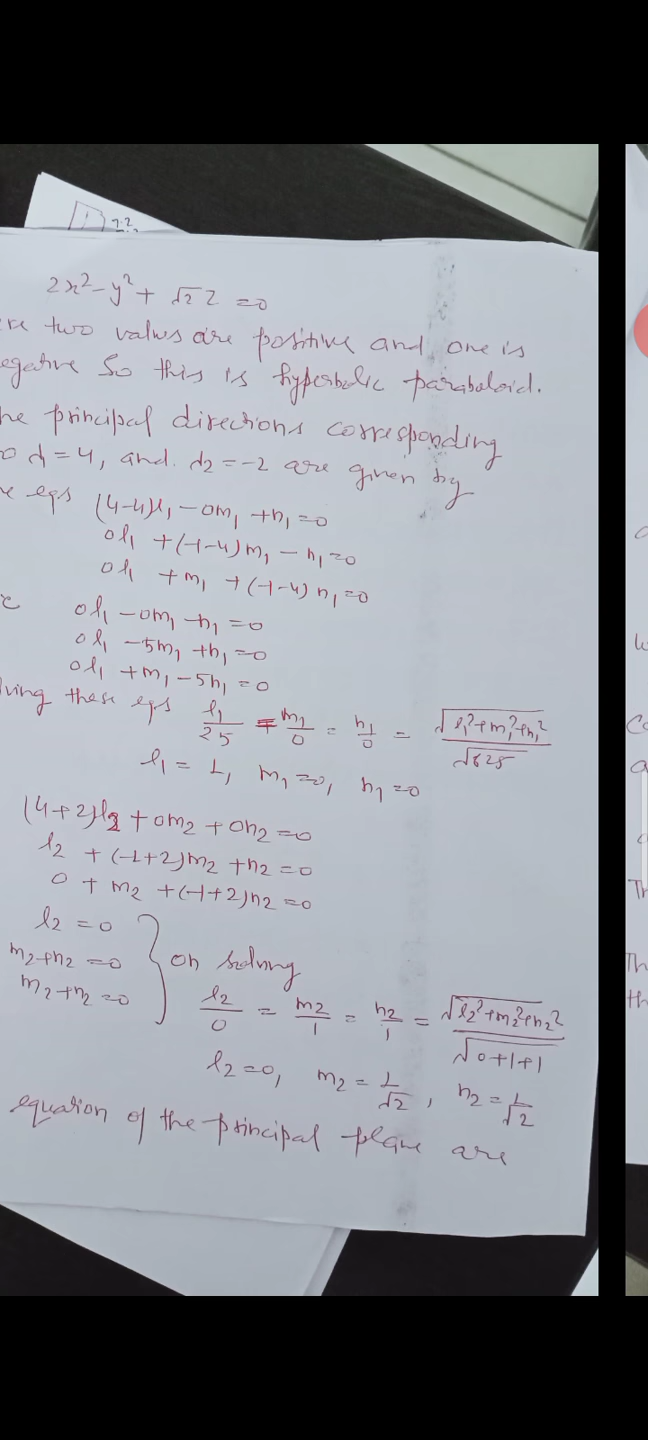 2x² - y² + √2 z = 0
ere two values are positive and one is
egative So this is hyperbolic paraboloid.
he principal directions corresponding
o λ = 4, and λ2 = -2 are given by
e eqs (4-4)l₁ - 0m₁ + n₁ = 0
0l₁ + (-1-4)m₁ - n₁ = 0
0l₁ + m₁ + (-1-4)n₁ = 0
0l₁ - 0m₁ - n₁ = 0
0l₁ - 5m₁ + n₁ = 0
0l₁ + m₁ - 5n₁ = 0
lving these eqs l₁/25 = m₁/0 = n₁/0 = √(l₁²+m₁²+n₁²)/√625
l₁ = 1, m₁ = 0, n₁ = 0
(4+2)l₂ + 0m₂ + 0n₂ = 0
l₂ + (-1+2)m₂ + n₂ = 0
0 + m₂ + (-1+2)n₂ = 0
l₂ = 0
m₂ + n₂ = 0 } on solving
m₂ + n₂ = 0
l₂/0 = m₂/1 = n₂/1 = √(l₂²+m₂²+n₂²)/√(0+1+1)
l₂ = 0, m₂ = 1/√2, n₂ = 1/√2
equation of the principal plane are